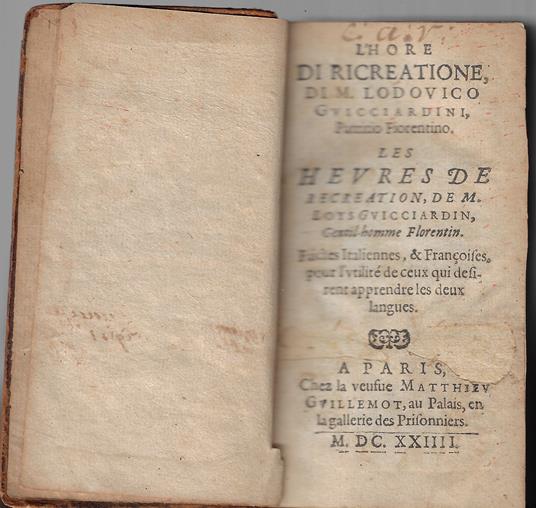 c. a. v.
L'HORE
DI RICREATIONE,
DI M. LODOVICO
GVICCIARDINI,
Patritio Fiorentino.
LES
HEVRES DE
RECREATION, DE M.
LOYS GVICCIARDIN,
Gentil-homme Florentin.
Faictes Italiennes, & Françoises,
pour l'vtilité de ceux qui desi-
rent apprendre les deux
langues.
A PARIS,
Chez la veufue MATTHIEV
GVILLEMOT, au Palais, en
la gallerie des Prisonniers.
M. DC. XXIIII.